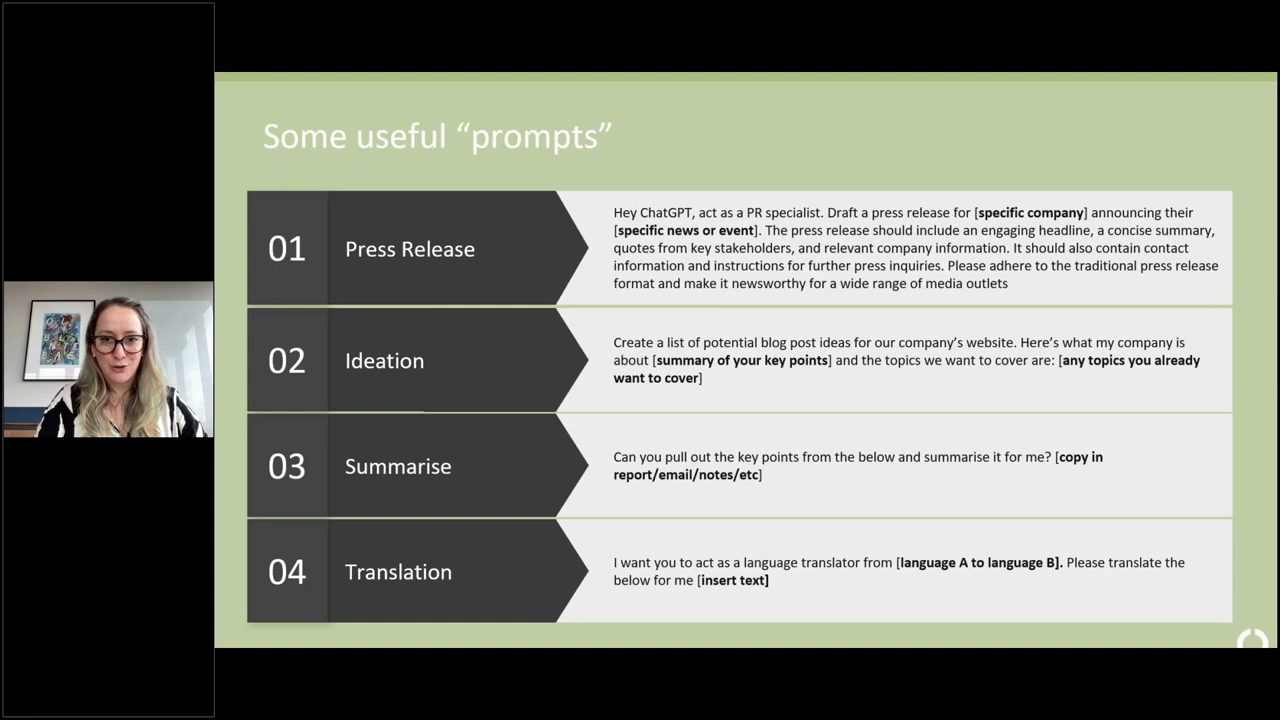 Some useful “prompts”
01
Press Release
Hey ChatGPT, act as a PR specialist. Draft a press release for [specific company] announcing their
[specific news or event]. The press release should include an engaging headline, a concise summary,
quotes from key stakeholders, and relevant company information. It should also contain contact
information and instructions for further press inquiries. Please adhere to the traditional press release
format and make it newsworthy for a wide range of media outlets
02
Ideation
Create a list of potential blog post ideas for our company’s website. Here’s what my company is
about [summary of your key points] and the topics we want to cover are: [any topics you already
want to cover]
03
Summarise
Can you pull out the key points from the below and summarise it for me? [copy in
report/email/notes/etc]
04
Translation
I want you to act as a language translator from [language A to language B]. Please translate the
below for me [insert text]